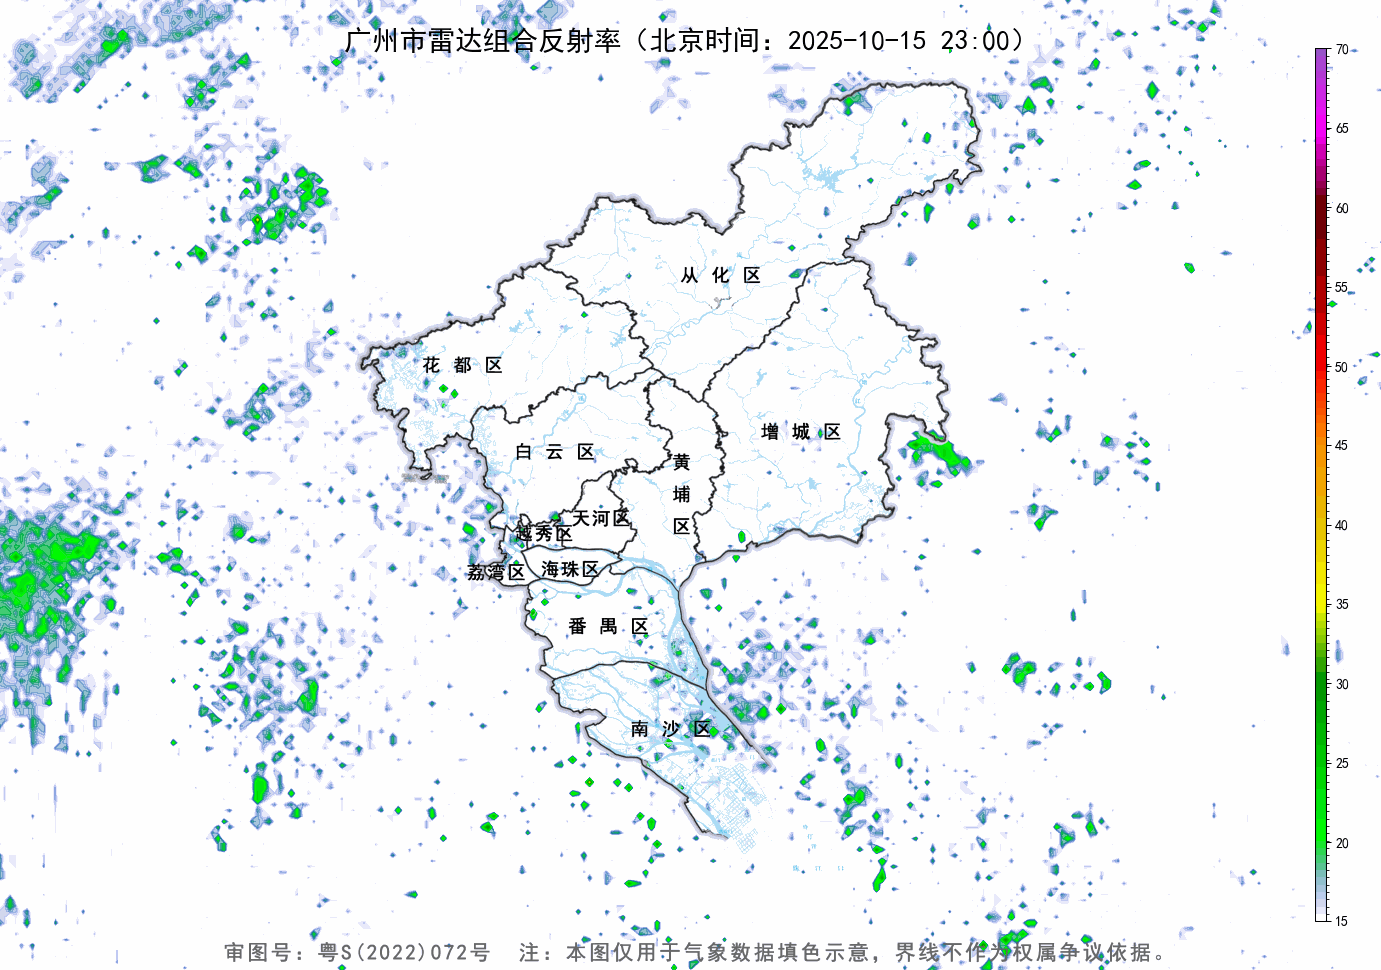 广州市雷达组合反射率（北京时间：2025-10-15 23:00）
70
65
60
55
50
45
40
35
30
25
20
15
从化区
花都区
增城区
白云区
黄埔区
天河区
越秀区
荔湾区
海珠区
番禺区
南沙区
审图号：粤S(2022)072号 注：本图仅用于气象数据填色示意，界线不作为权属争议依据。